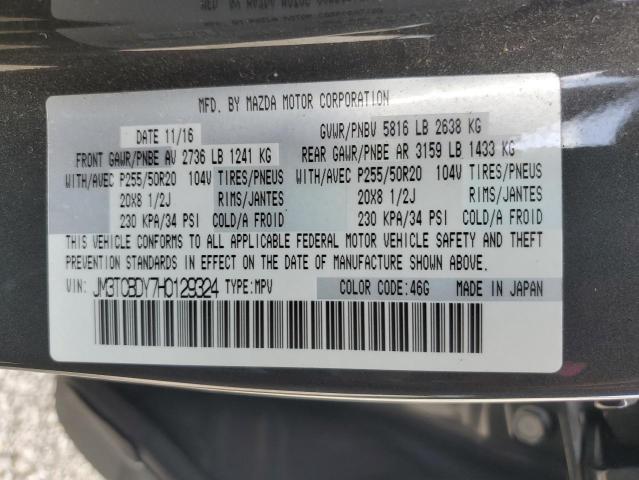 MFD. BY MAZDA MOTOR CORPORATION
DATE 11/16 GVWR/PNBV 5816 LB 2638 KG
FRONT GAWR/PNBE AV 2736 LB 1241 KG REAR GAWR/PNBE AR 3159 LB 1433 KG
WITH/AVEC P255/50R20 104V TIRES/PNEUS WITH/AVEC P255/50R20 104V TIRES/PNEUS
20X8 1/2J RIMS/JANTES 20X8 1/2J RIMS/JANTES
230 KPA/34 PSI COLD/A FROID 230 KPA/34 PSI COLD/A FROID
THIS VEHICLE CONFORMS TO ALL APPLICABLE FEDERAL MOTOR VEHICLE SAFETY AND THEFT
PREVENTION STANDARDS IN EFFECT ON THE DATE OF MANUFACTURE SHOWN ABOVE.
VIN: JM3TCBDY7H0129324 TYPE:MPV COLOR CODE:46G MADE IN JAPAN